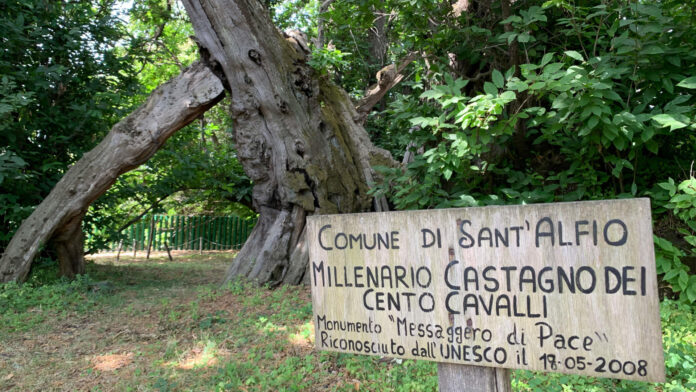 Comune di Sant'Alfio
Millenario Castagno dei
Cento Cavalli
Monumento "Messaggero di Pace"
Riconosciuto dall'UNESCO il 18-05-2008